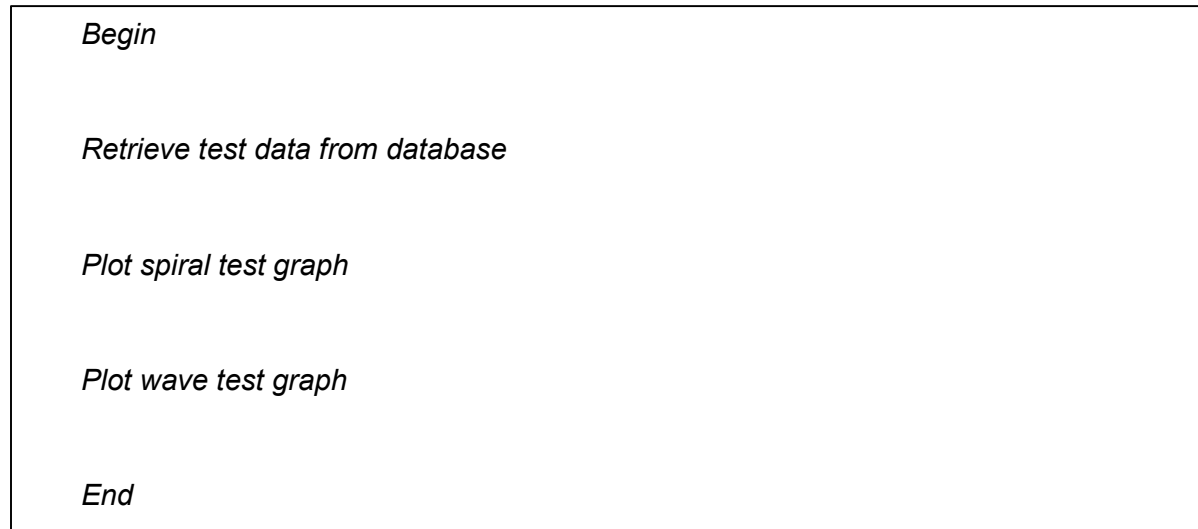 Begin
Retrieve test data from database
Plot spiral test graph
Plot wave test graph
End